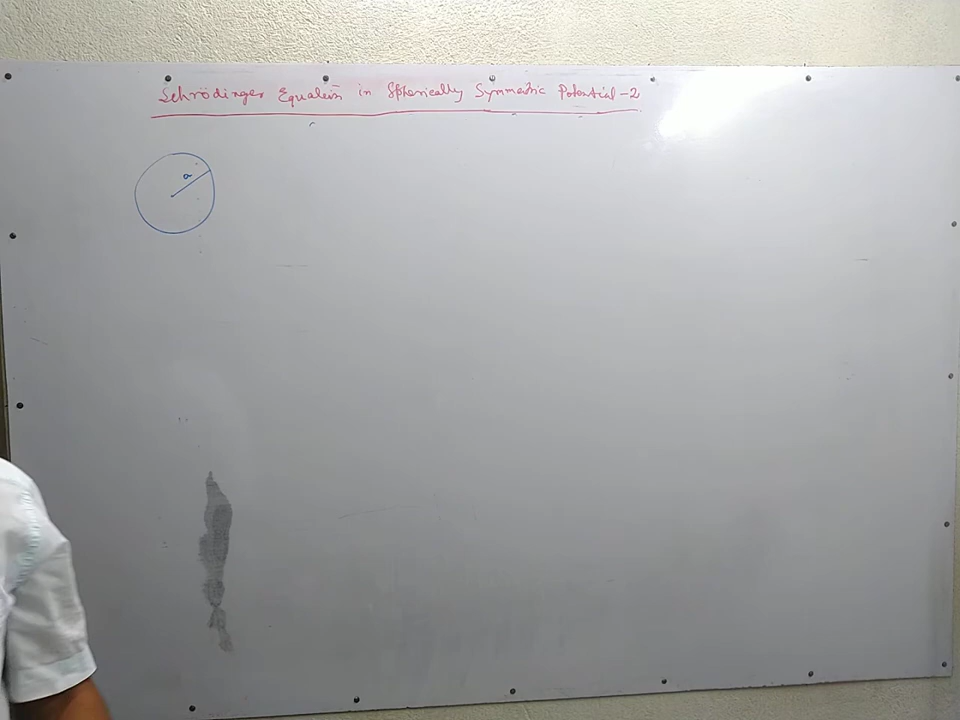 Schrödinger Equation in Spherically Symmetric Potential - 2
a